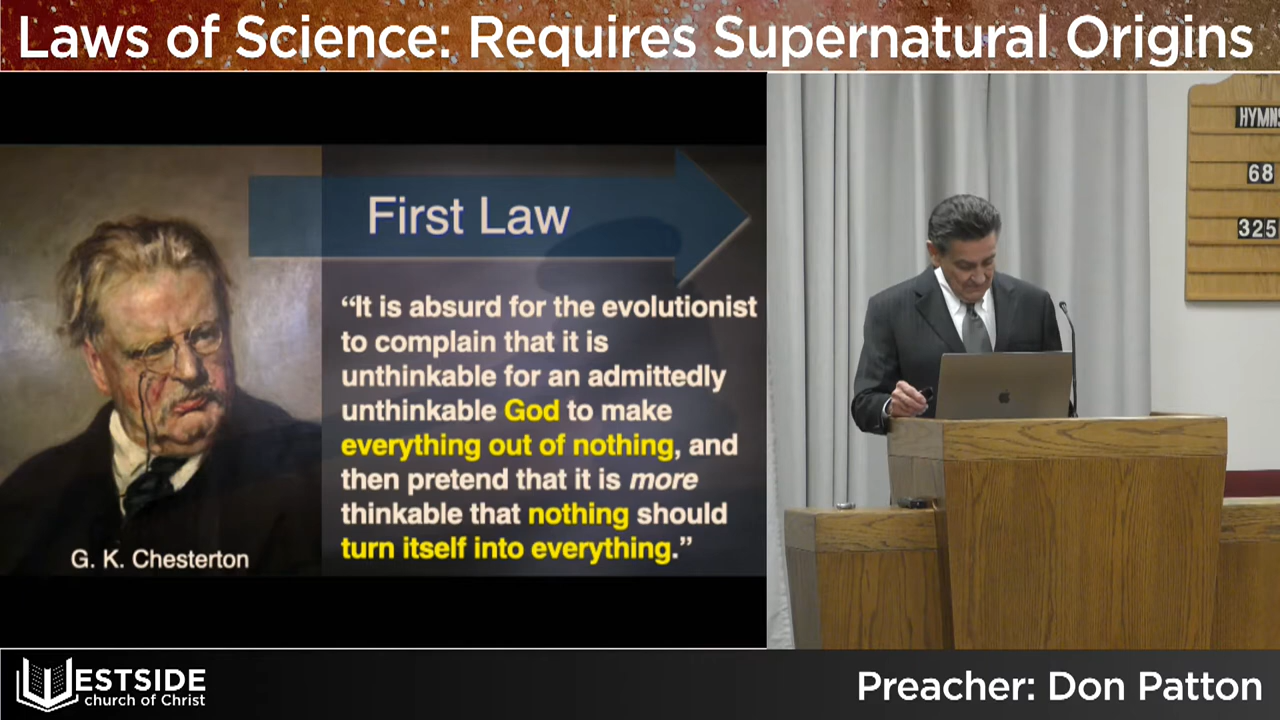 Laws of Science: Requires Supernatural Origins
First Law
“It is absurd for the evolutionist
to complain that it is
unthinkable for an admittedly
unthinkable God to make
everything out of nothing, and
then pretend that it is more
thinkable that nothing should
turn itself into everything.”
G. K. Chesterton
HYMNS
68
325
WESTSIDE
church of Christ
Preacher: Don Patton